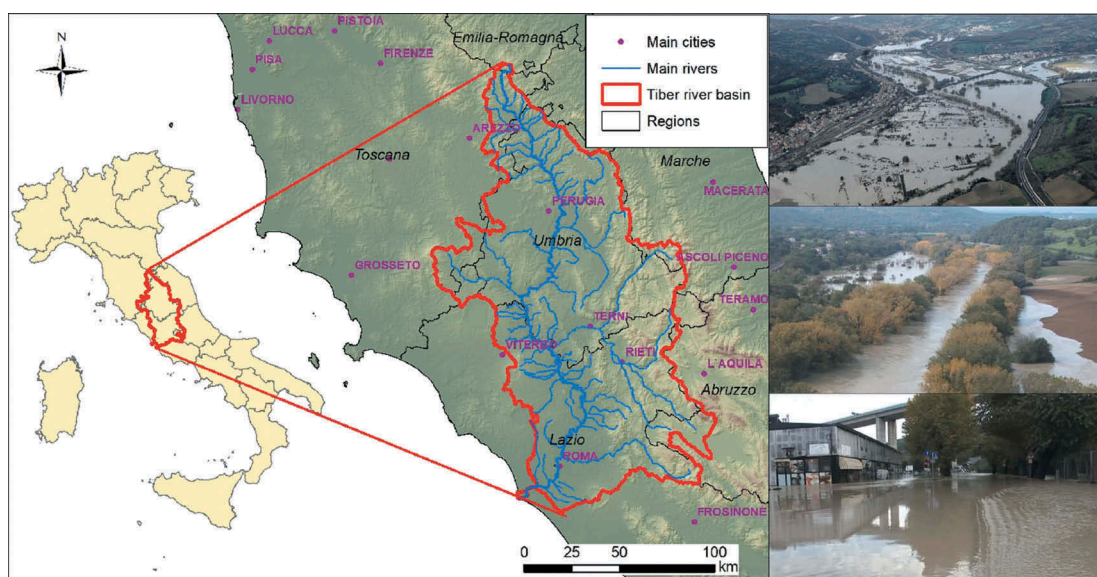 N
PISTOIA
LUCCA
Emilia-Romagna
PISA
FIRENZE
LIVORNO
AREZZO
Toscana
Marche
MACERATA
PERUGIA
Umbria
GROSSETO
ASCOLI PICENO
TERAMO
TERNI
VITERBO
RIETI
L'AQUILA
Abruzzo
Lazio
ROMA
FROSINONE
Main cities
Main rivers
Tiber river basin
Regions
0 25 50 100
km